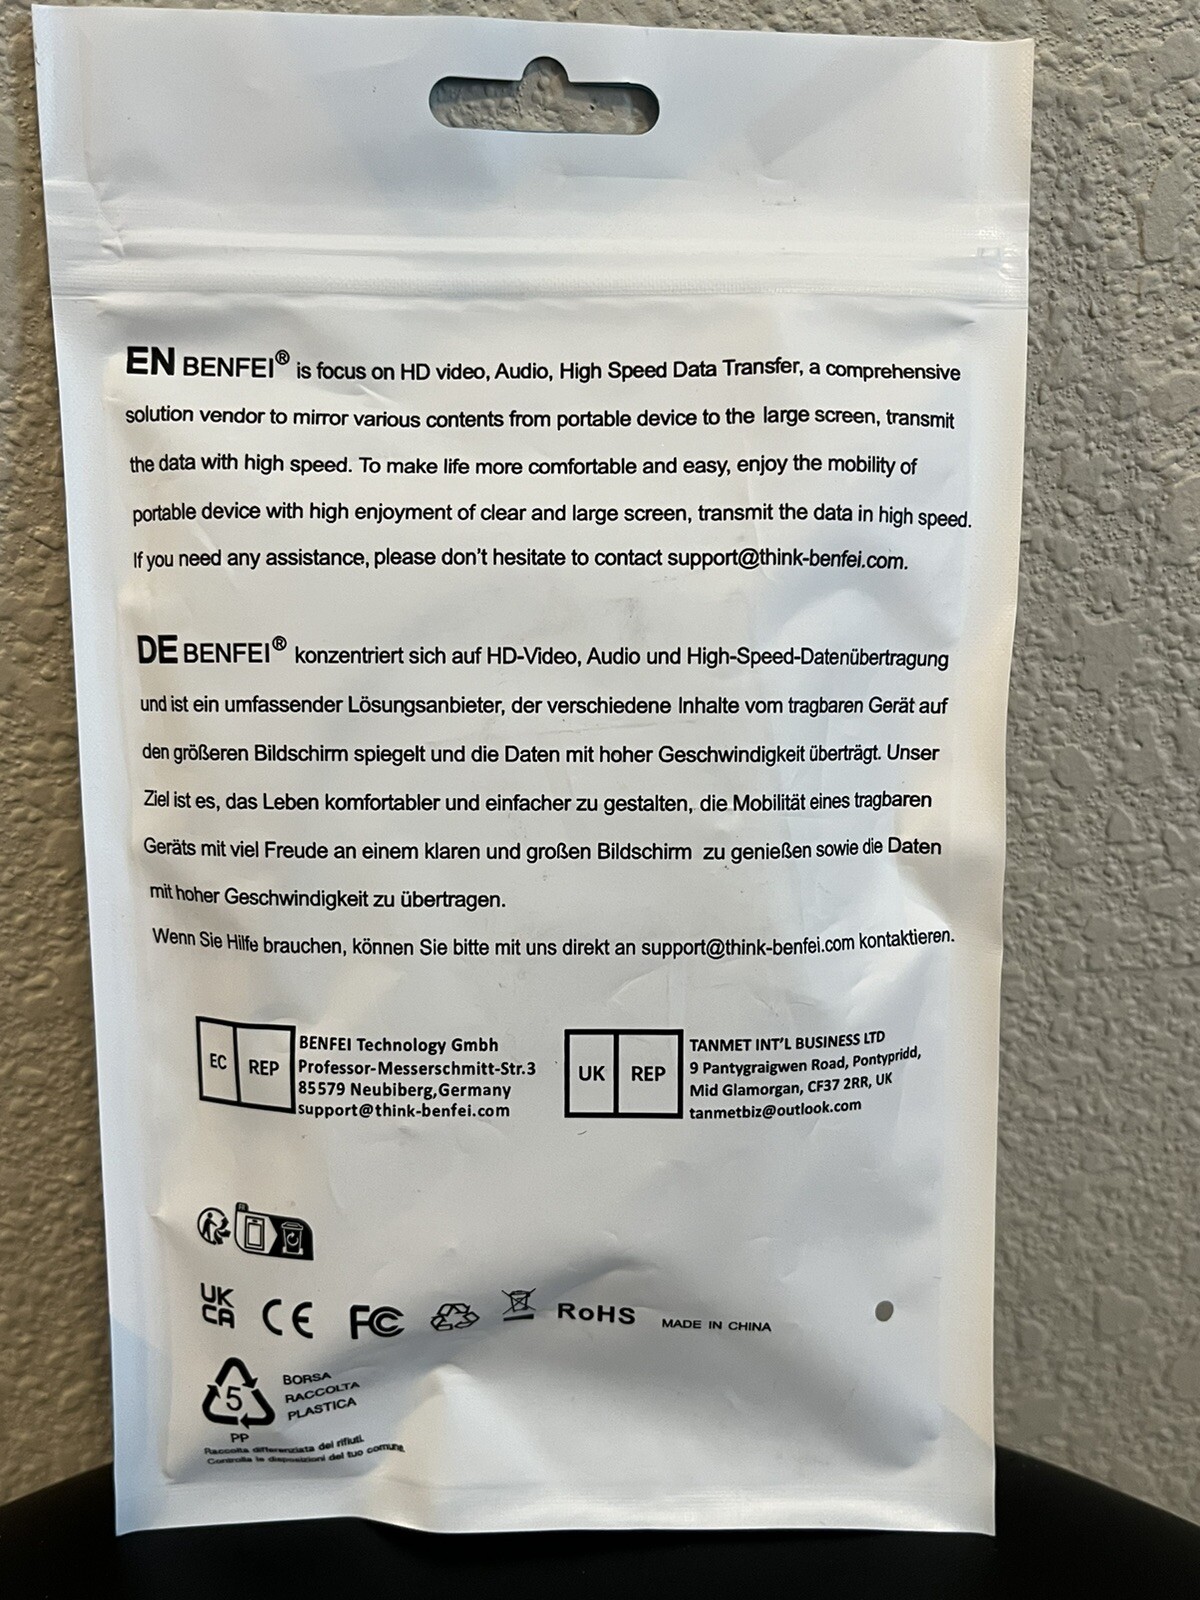 EN BENFEI® is focus on HD video, Audio, High Speed Data Transfer, a comprehensive
solution vendor to mirror various contents from portable device to the large screen, transmit
the data with high speed. To make life more comfortable and easy, enjoy the mobility of
portable device with high enjoyment of clear and large screen, transmit the data in high speed.
If you need any assistance, please don't hesitate to contact support@think-benfei.com.
DE BENFEI® konzentriert sich auf HD-Video, Audio und High-Speed-Datenübertragung
und ist ein umfassender Lösungsanbieter, der verschiedene Inhalte vom tragbaren Gerät auf
den größeren Bildschirm spiegelt und die Daten mit hoher Geschwindigkeit überträgt. Unser
Ziel ist es, das Leben komfortabler und einfacher zu gestalten, die Mobilität eines tragbaren
Geräts mit viel Freude an einem klaren und großen Bildschirm zu genießen sowie die Daten
mit hoher Geschwindigkeit zu übertragen.
Wenn Sie Hilfe brauchen, können Sie bitte mit uns direkt an support@think-benfei.com kontaktieren.
EC REP
BENFEI Technology Gmbh
Professor-Messerschmitt-Str.3
85579 Neubiberg,Germany
support@think-benfei.com
UK REP
TANMET INT'L BUSINESS LTD
9 Pantygraigwen Road, Pontypridd,
Mid Glamorgan, CF37 2RR, UK
tanmetbiz@outlook.com
UK
CA CE FC RoHS MADE IN CHINA
5
PP
BORSA
RACCOLTA
PLASTICA
Raccolta differenziata dei rifiuti.
Controlla le disposizioni del tuo comune